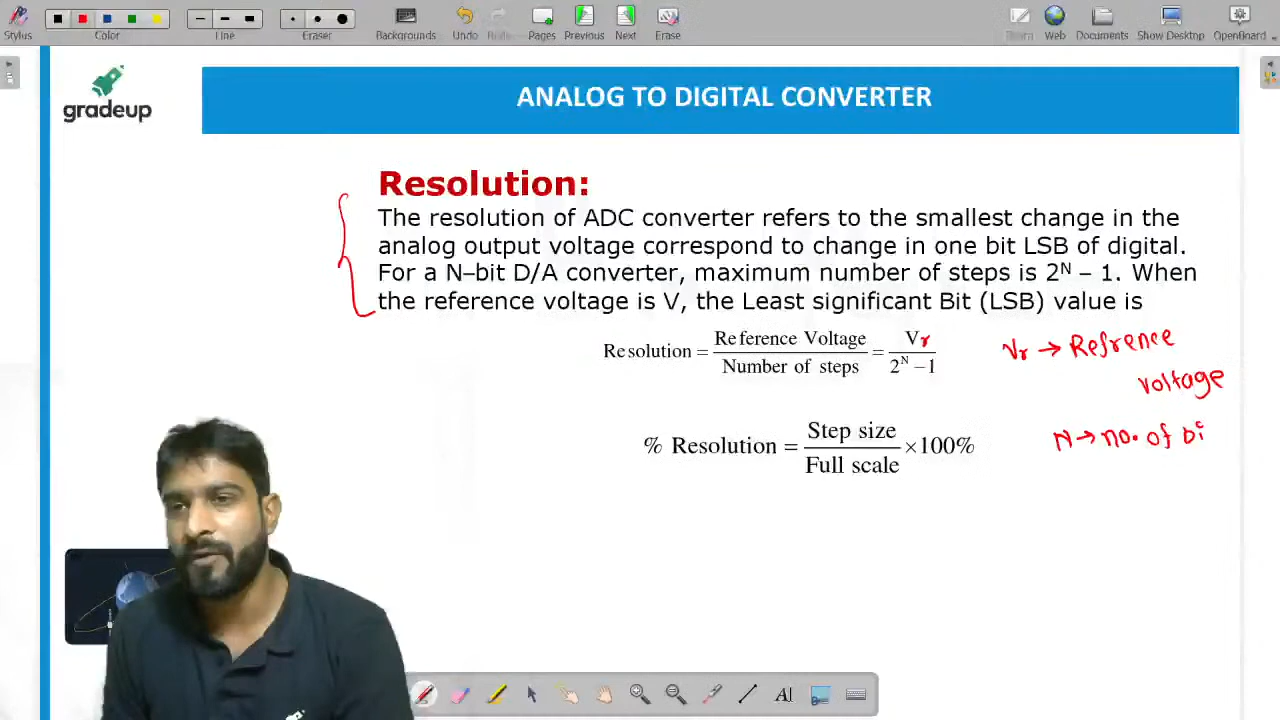 Stylus
Color
Line
Eraser
Backgrounds
Undo
Redo
Pages
Previous
Next
Erase
Board
Web
Documents
Show Desktop
OpenBoard
gradeup
ANALOG TO DIGITAL CONVERTER
Resolution:
The resolution of ADC converter refers to the smallest change in the
analog output voltage correspond to change in one bit LSB of digital.
For a N–bit D/A converter, maximum number of steps is 2ᴺ – 1. When
the reference voltage is V, the Least significant Bit (LSB) value is
Resolution = Reference Voltage / Number of steps = Vr / 2ᴺ − 1
Vr → Refrence
voltage
% Resolution = Step size / Full scale × 100%
N → no. of bi